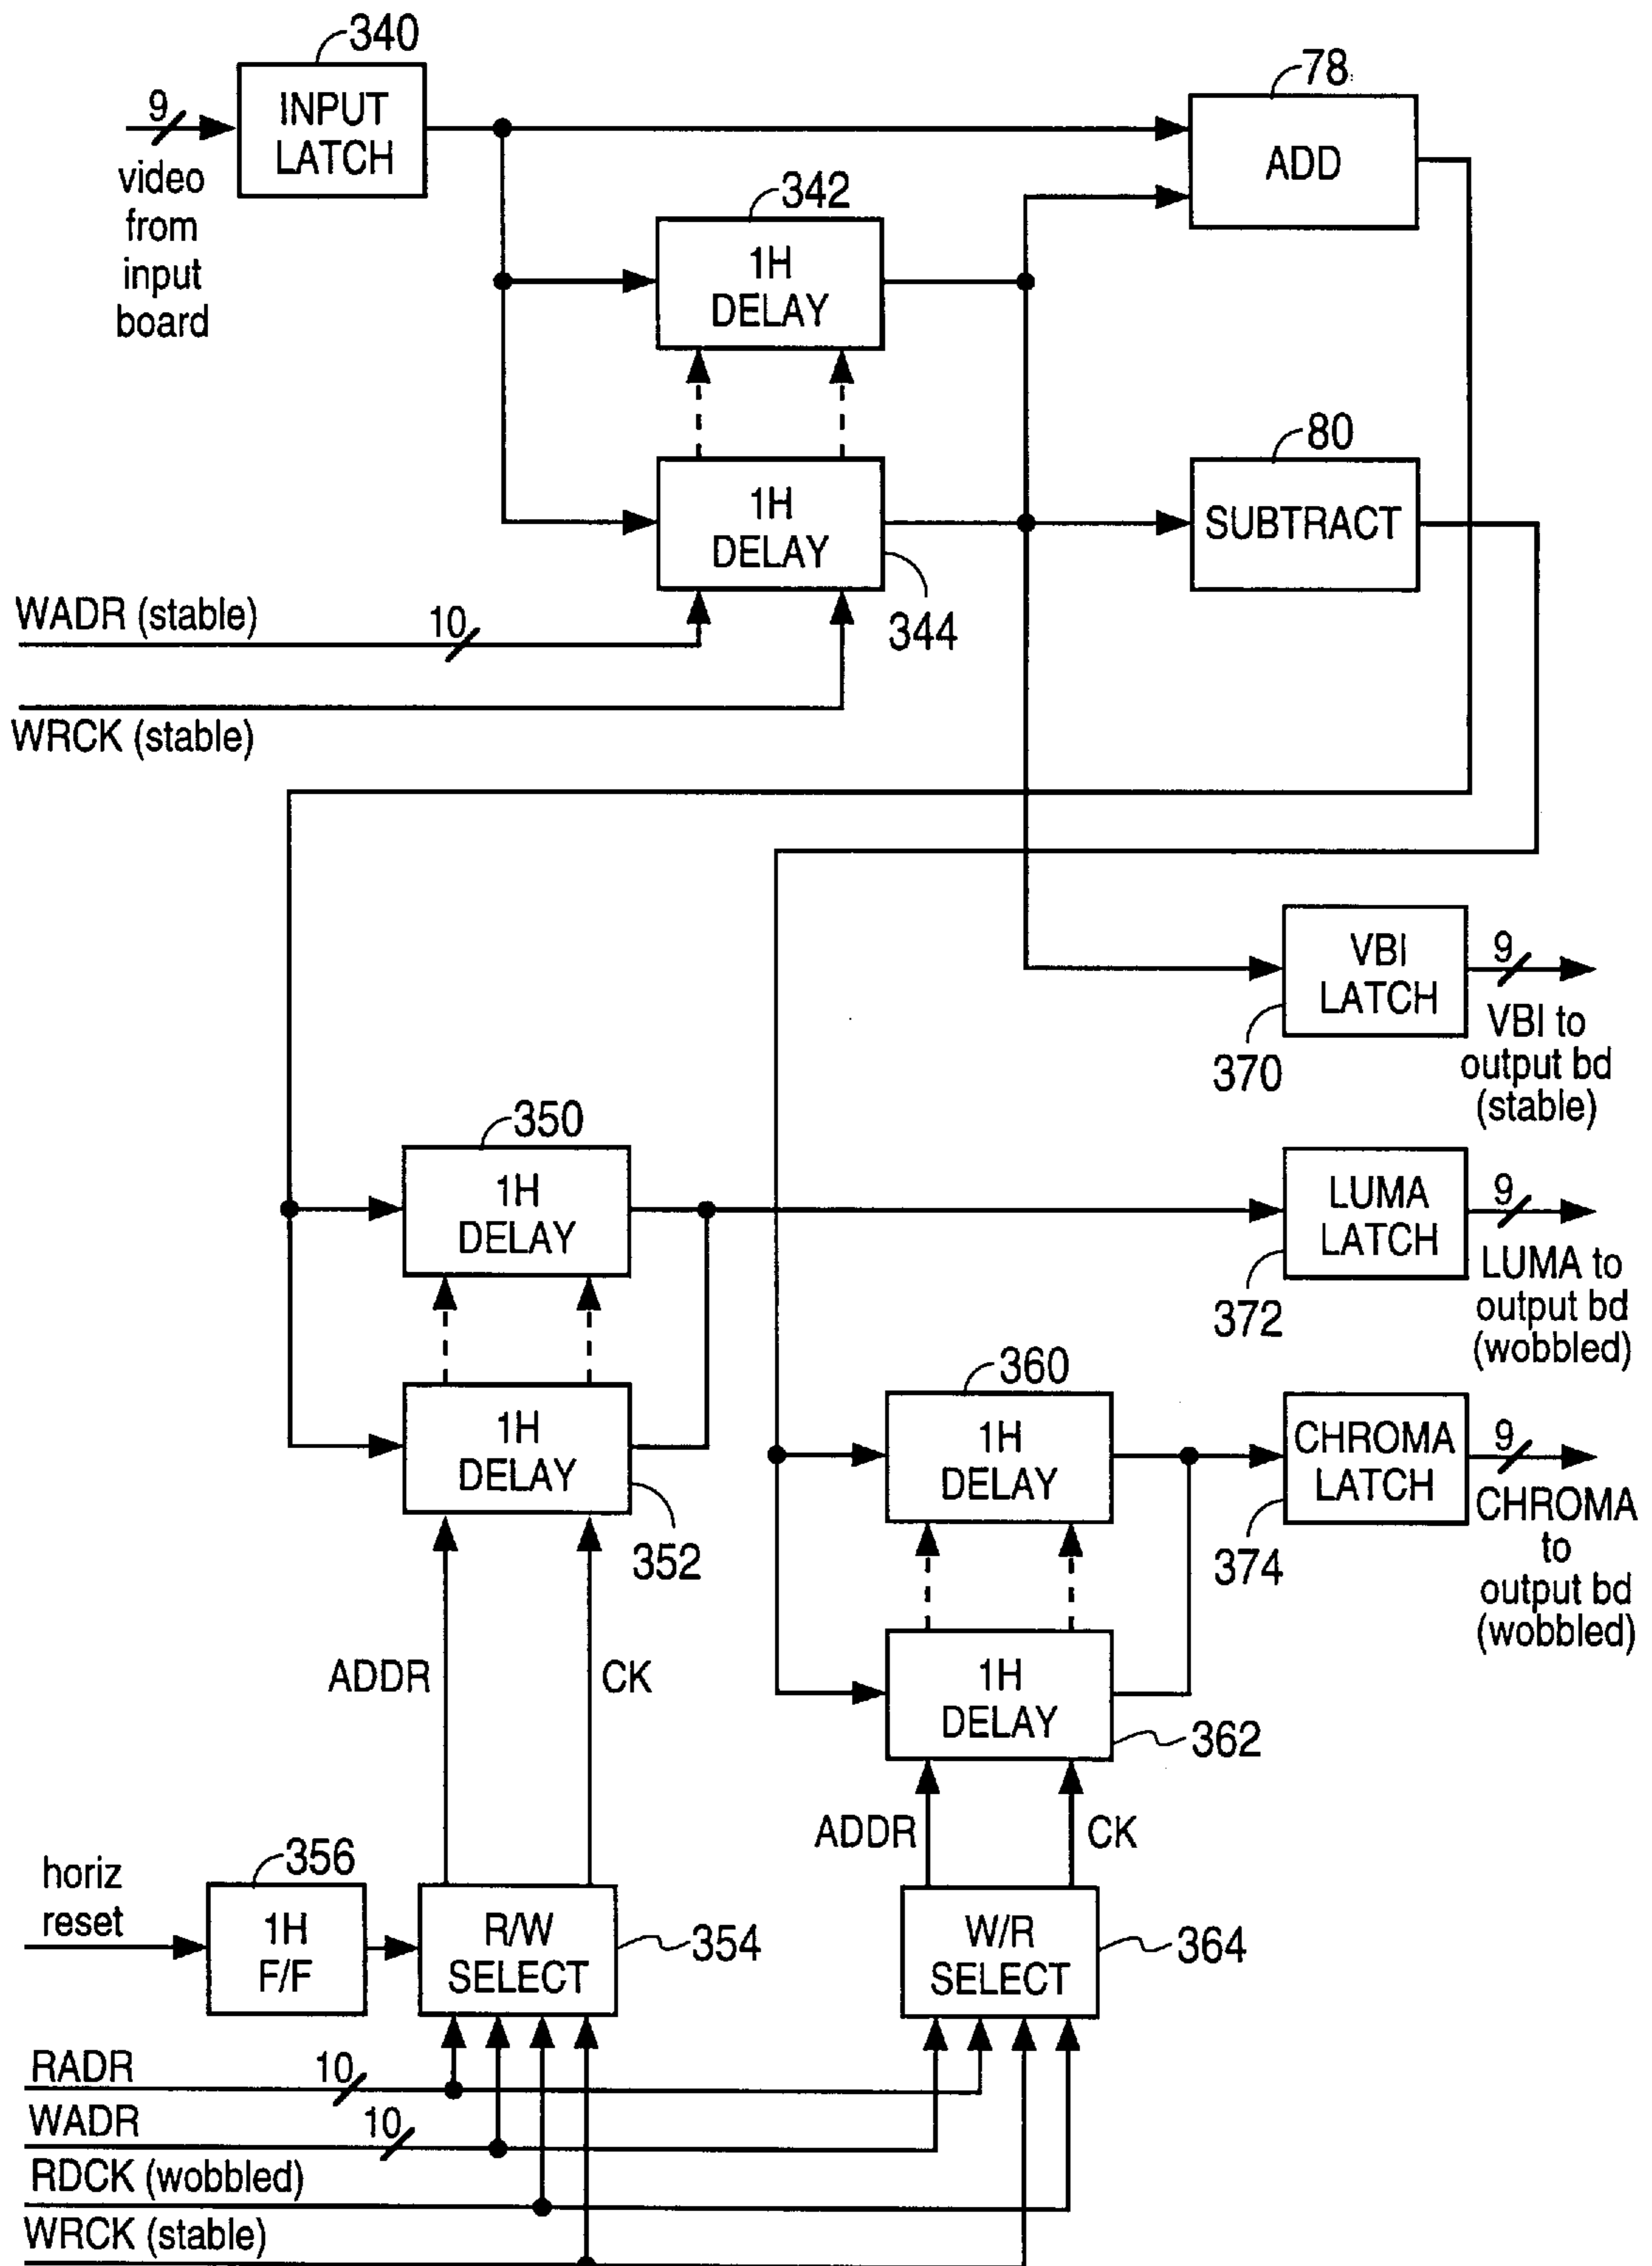 340
78
9
INPUT
LATCH
ADD
video
from
input
board
342
1H
DELAY
80
1H
DELAY
SUBTRACT
344
WADR (stable)
10
WRCK (stable)
VBI
LATCH
9
370
VBI to
output bd
(stable)
350
1H
DELAY
LUMA
LATCH
9
372
LUMA to
output bd
(wobbled)
360
1H
DELAY
352
1H
DELAY
CHROMA
LATCH
9
374
CHROMA
to
output bd
(wobbled)
ADDR
CK
1H
DELAY
362
ADDR
CK
horiz
reset
356
1H
F/F
R/W
SELECT
354
W/R
SELECT
364
RADR
10
WADR
10
RDCK (wobbled)
WRCK (stable)